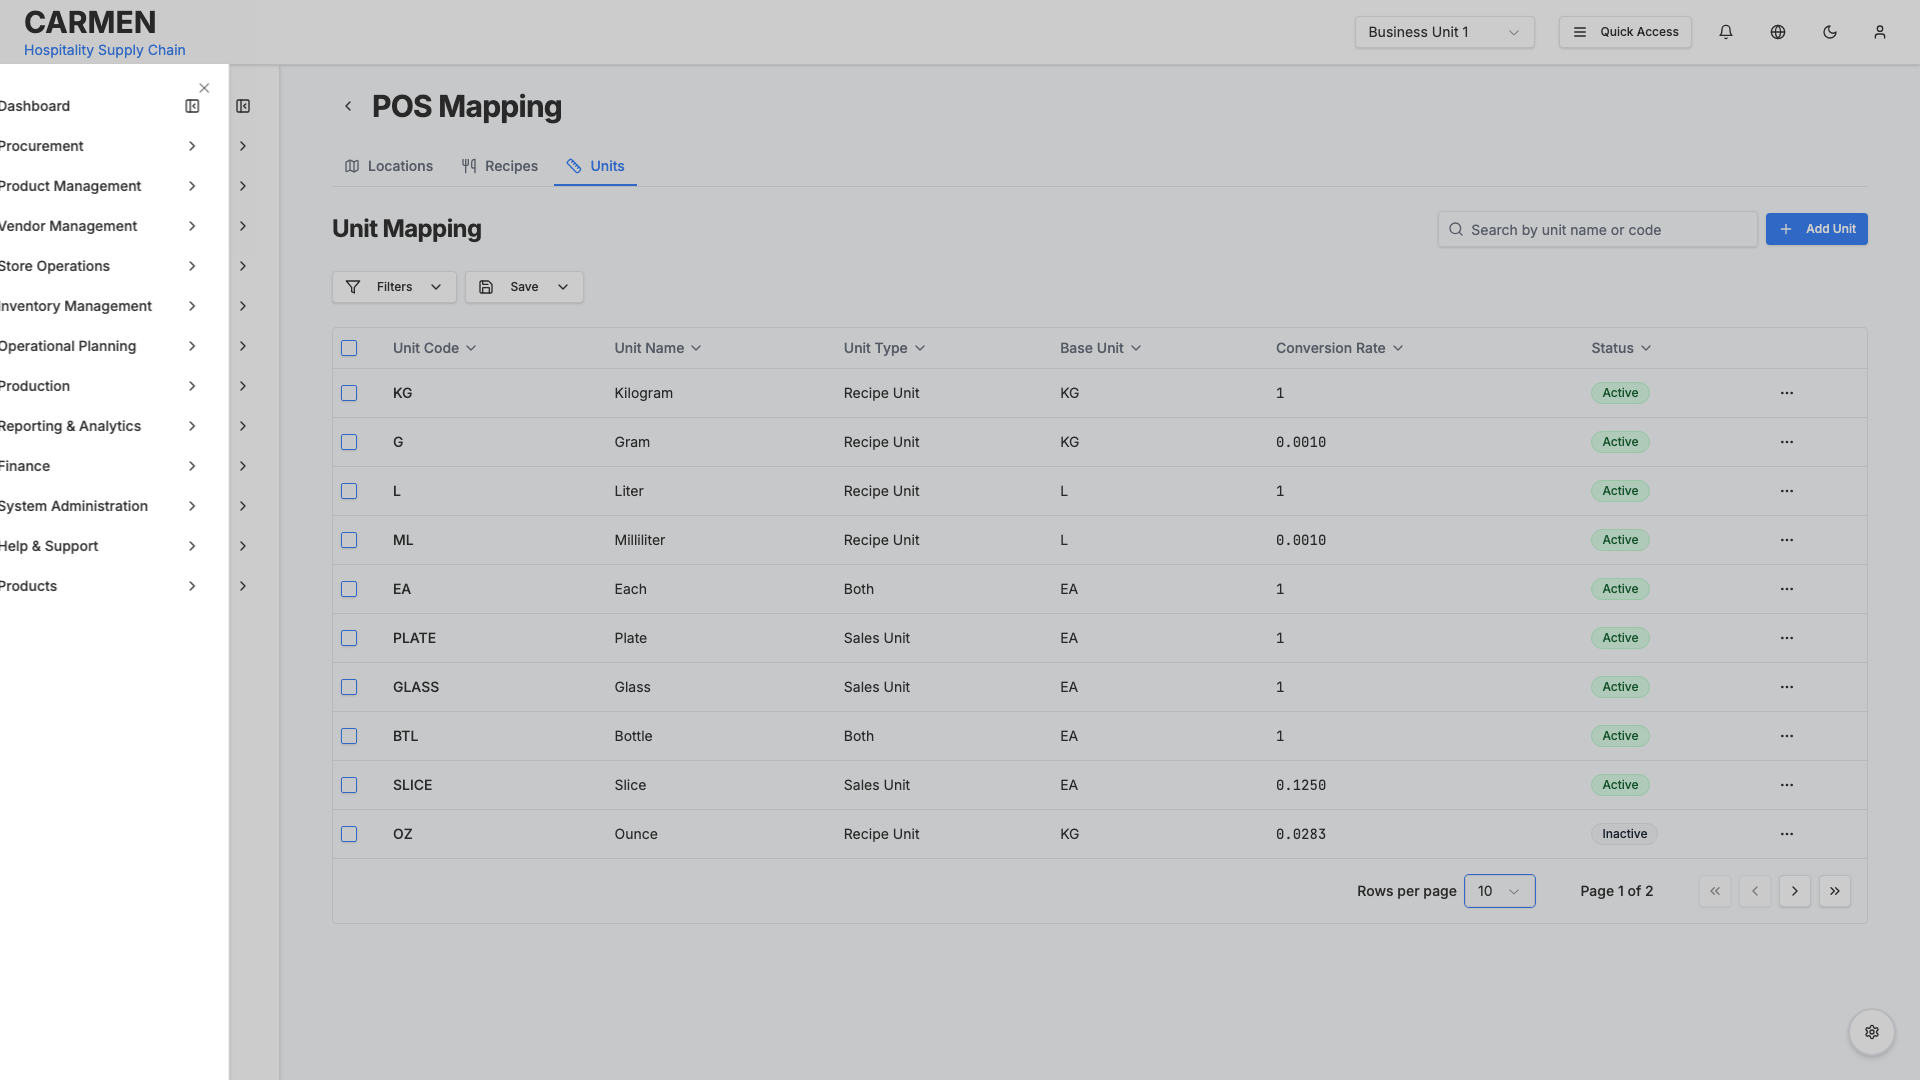 CARMEN
Hospitality Supply Chain
Business Unit 1
Quick Access
Dashboard
Procurement
Product Management
Vendor Management
Store Operations
Inventory Management
Operational Planning
Production
Reporting & Analytics
Finance
System Administration
Help & Support
Products
POS Mapping
Locations Recipes Units
Unit Mapping
Search by unit name or code
Add Unit
Filters Save
Unit Code Unit Name Unit Type Base Unit Conversion Rate Status
KG Kilogram Recipe Unit KG 1 Active
G Gram Recipe Unit KG 0.0010 Active
L Liter Recipe Unit L 1 Active
ML Milliliter Recipe Unit L 0.0010 Active
EA Each Both EA 1 Active
PLATE Plate Sales Unit EA 1 Active
GLASS Glass Sales Unit EA 1 Active
BTL Bottle Both EA 1 Active
SLICE Slice Sales Unit EA 0.1250 Active
OZ Ounce Recipe Unit KG 0.0283 Inactive
Rows per page 10 Page 1 of 2